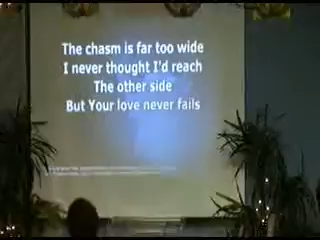 The chasm is far too wide
I never thought I'd reach
The other side
But Your love never fails